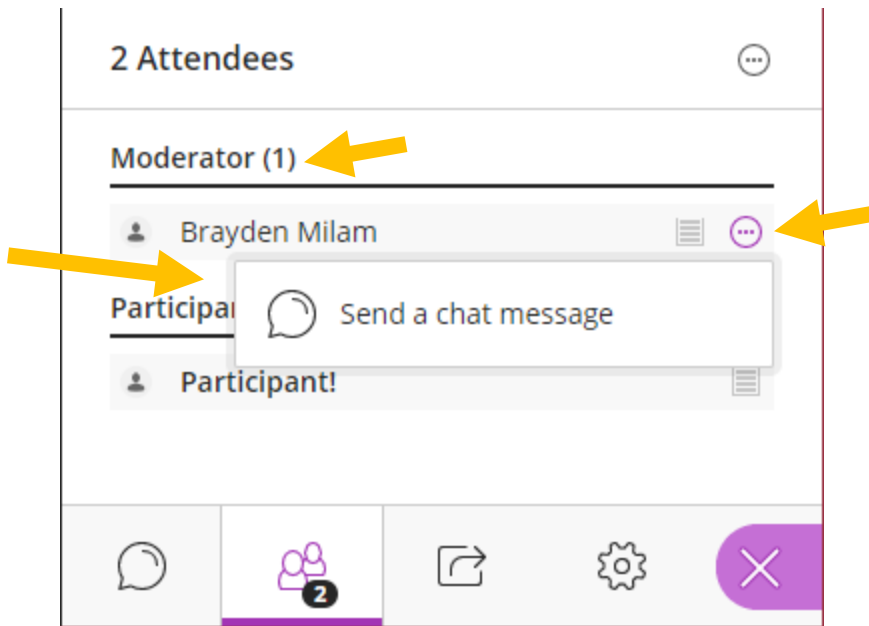 2 Attendees
Moderator (1)
Brayden Milam
Send a chat message
Participant!
2